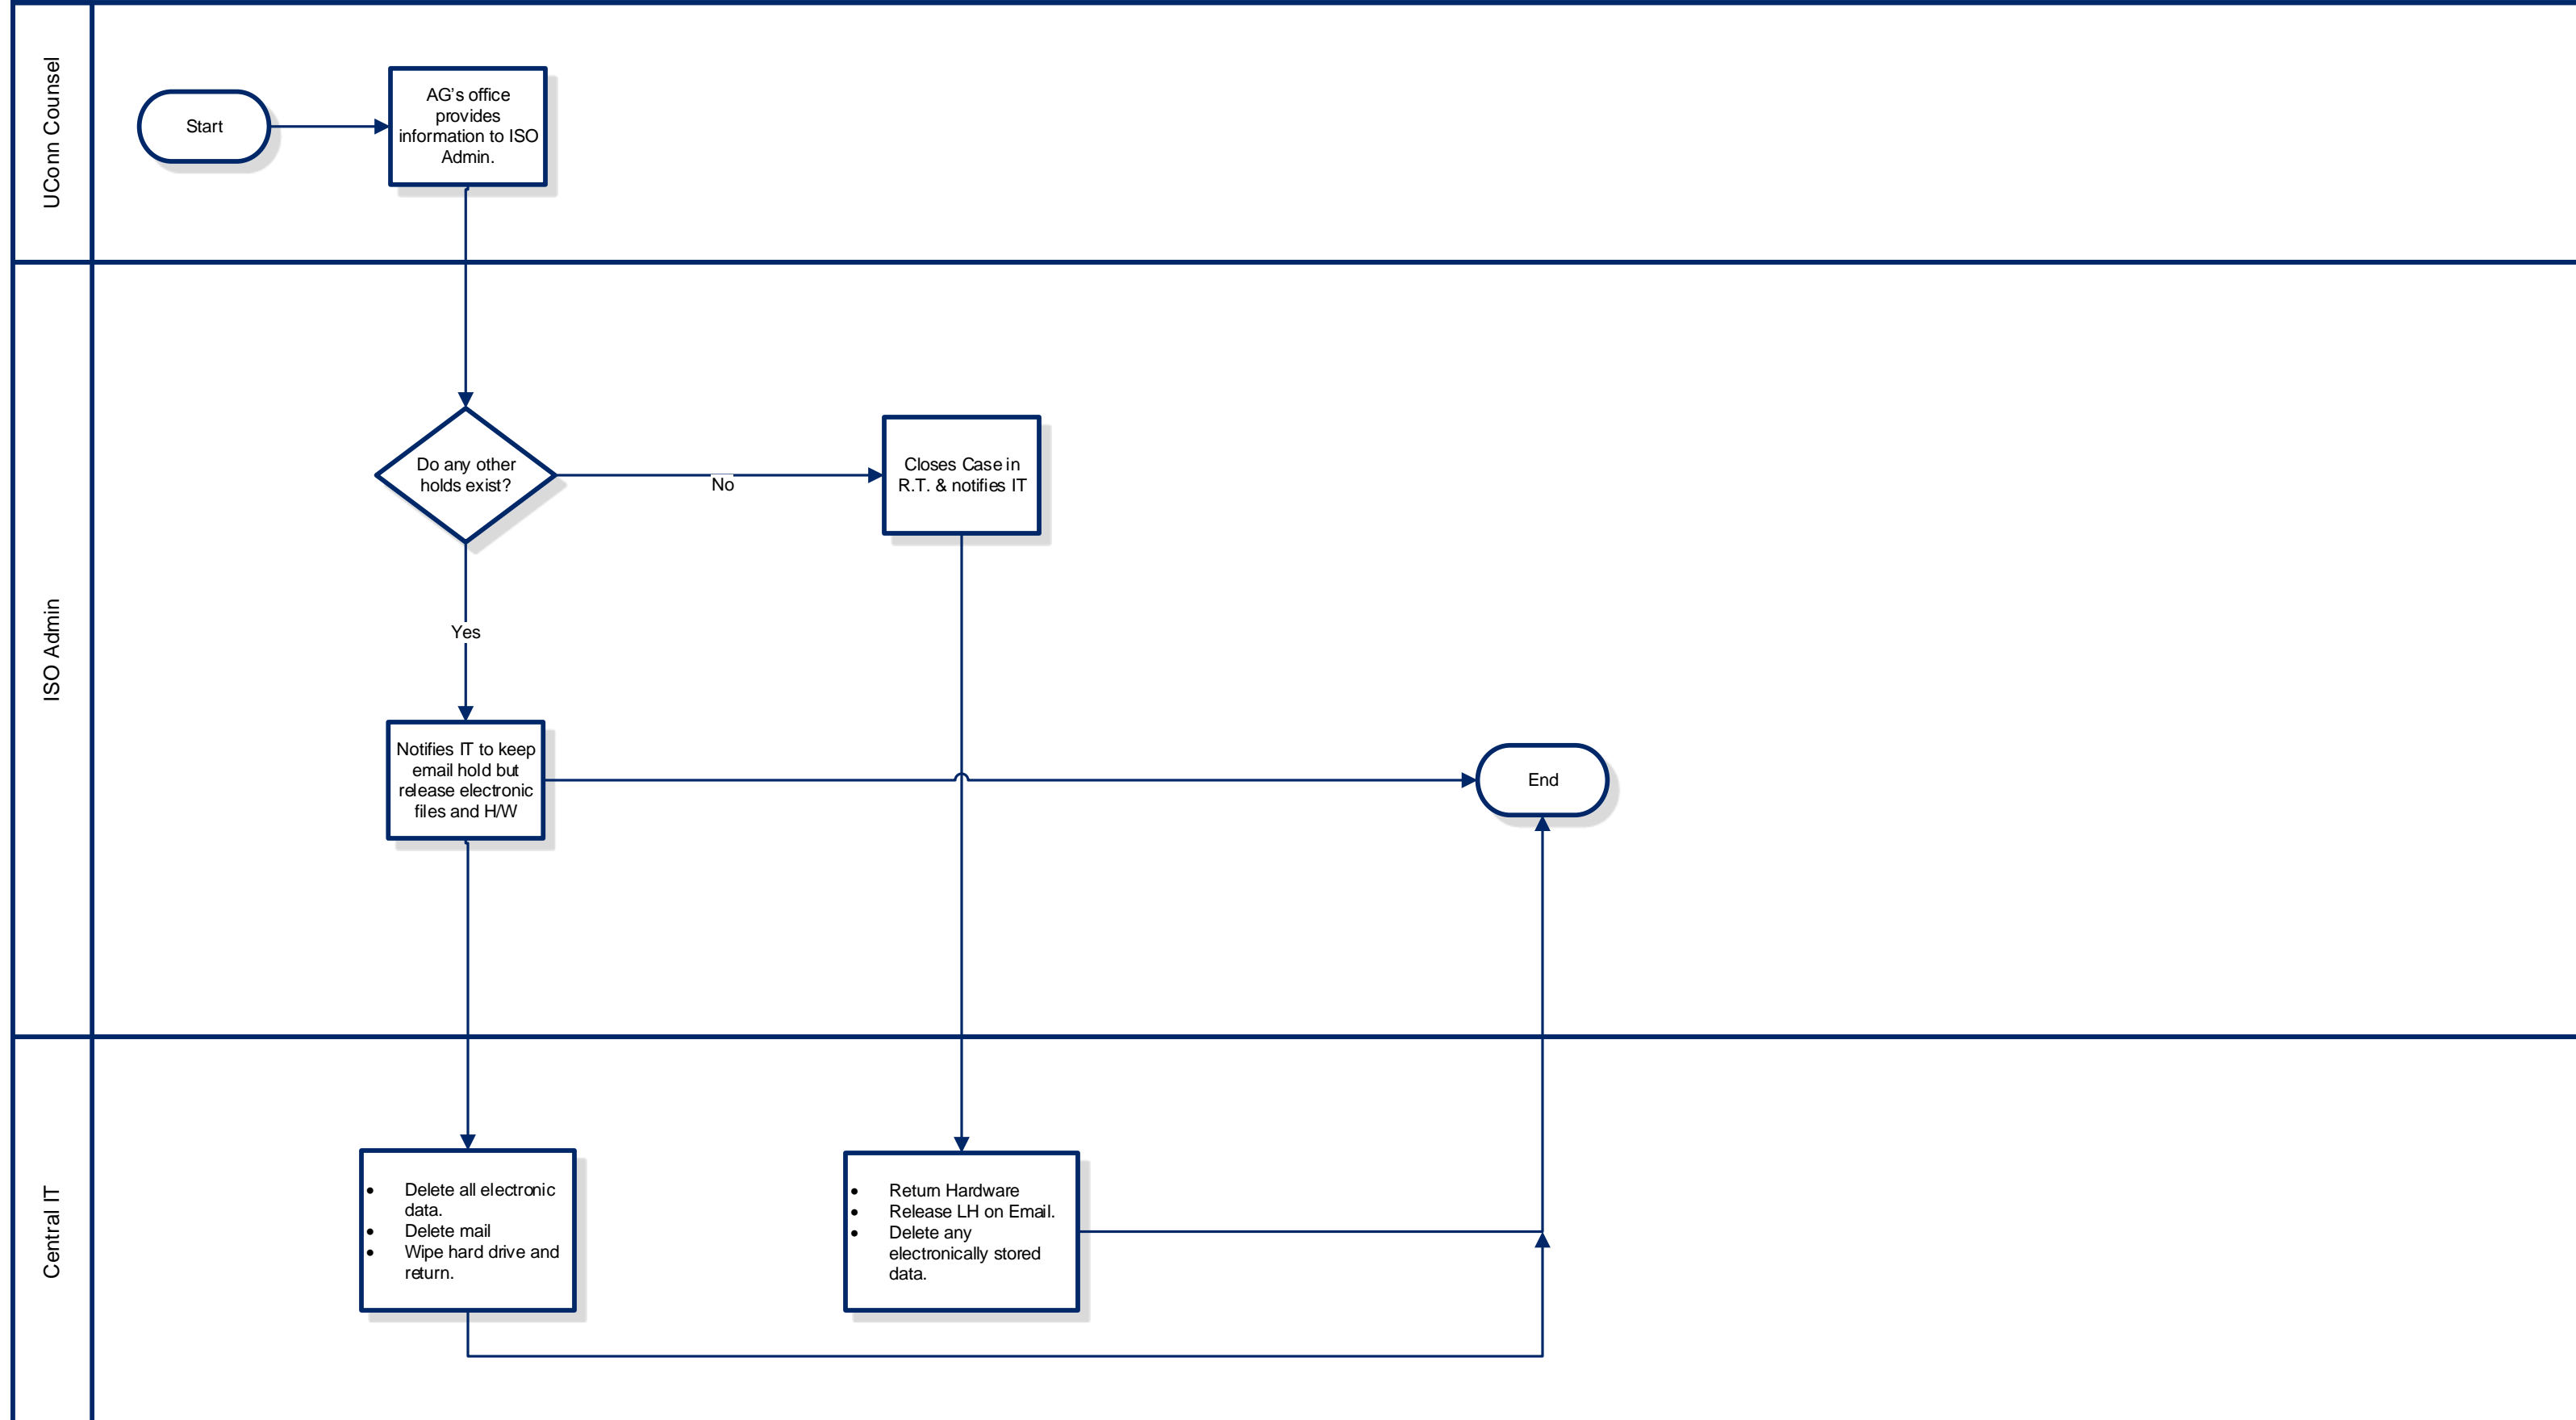 UConn Counsel
Start
AG's office
provides
information to ISO
Admin.
ISO Admin
Do any other
holds exist?
No
Closes Case in
R.T. & notifies IT
Yes
Notifies IT to keep
email hold but
release electronic
files and H/W
End
Central IT
• Delete all electronic
data.
• Delete mail
• Wipe hard drive and
return.
• Return Hardware
• Release LH on Email.
• Delete any
electronically stored
data.